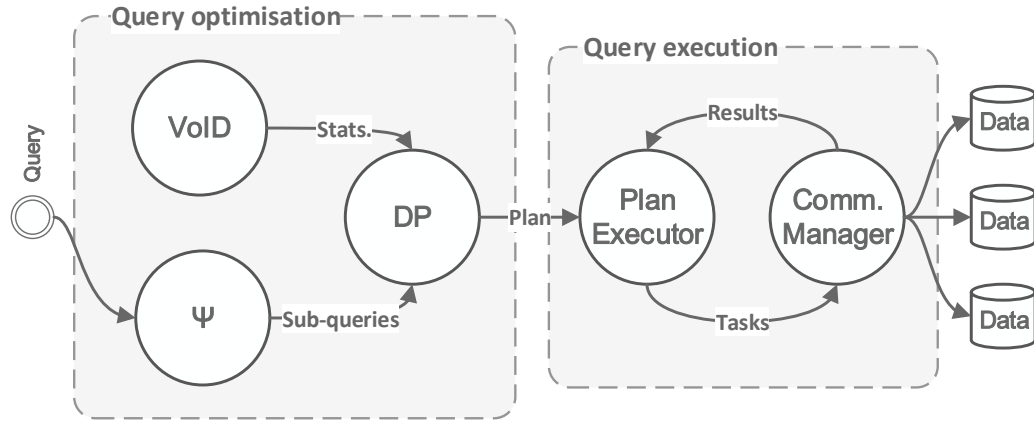 Query optimisation
Query execution
Query
VoID
Stats.
DP
Ψ
Sub-queries
Plan
Plan
Executor
Results
Tasks
Comm.
Manager
Data
Data
Data